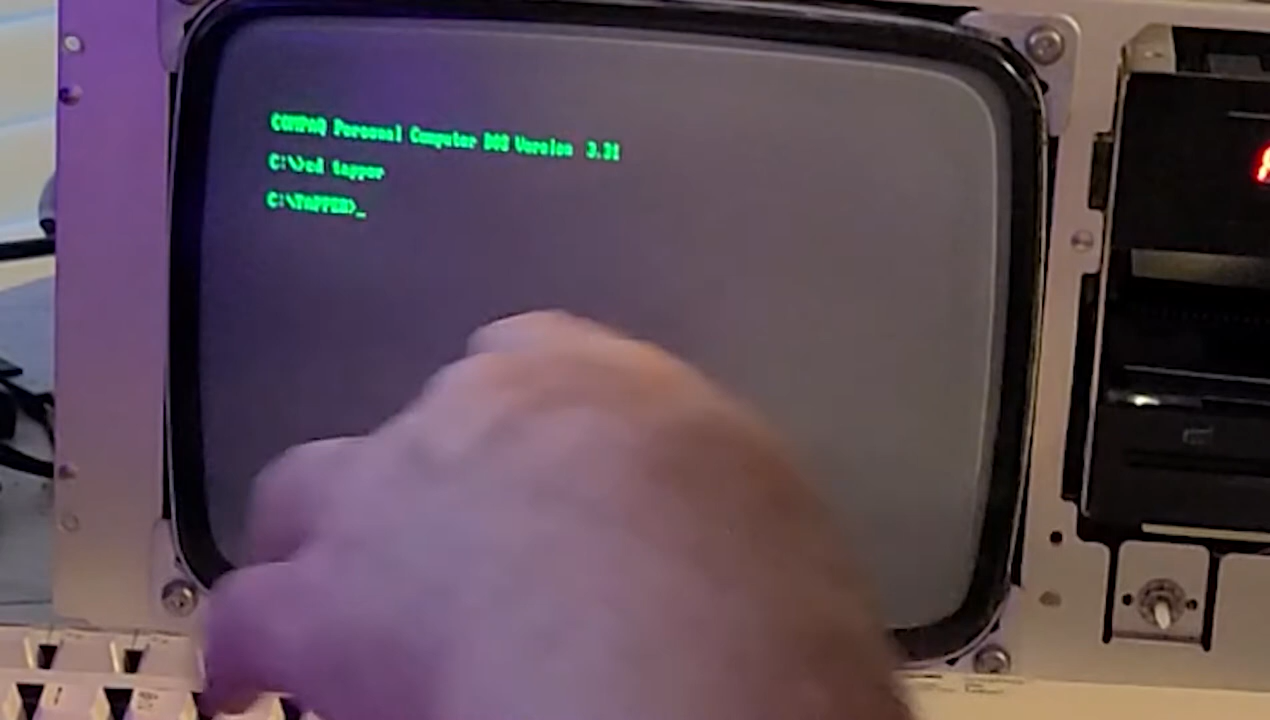 COMPAQ Personal Computer DOS Version 3.31
C:\>cd tapper
C:\TAPPER>_